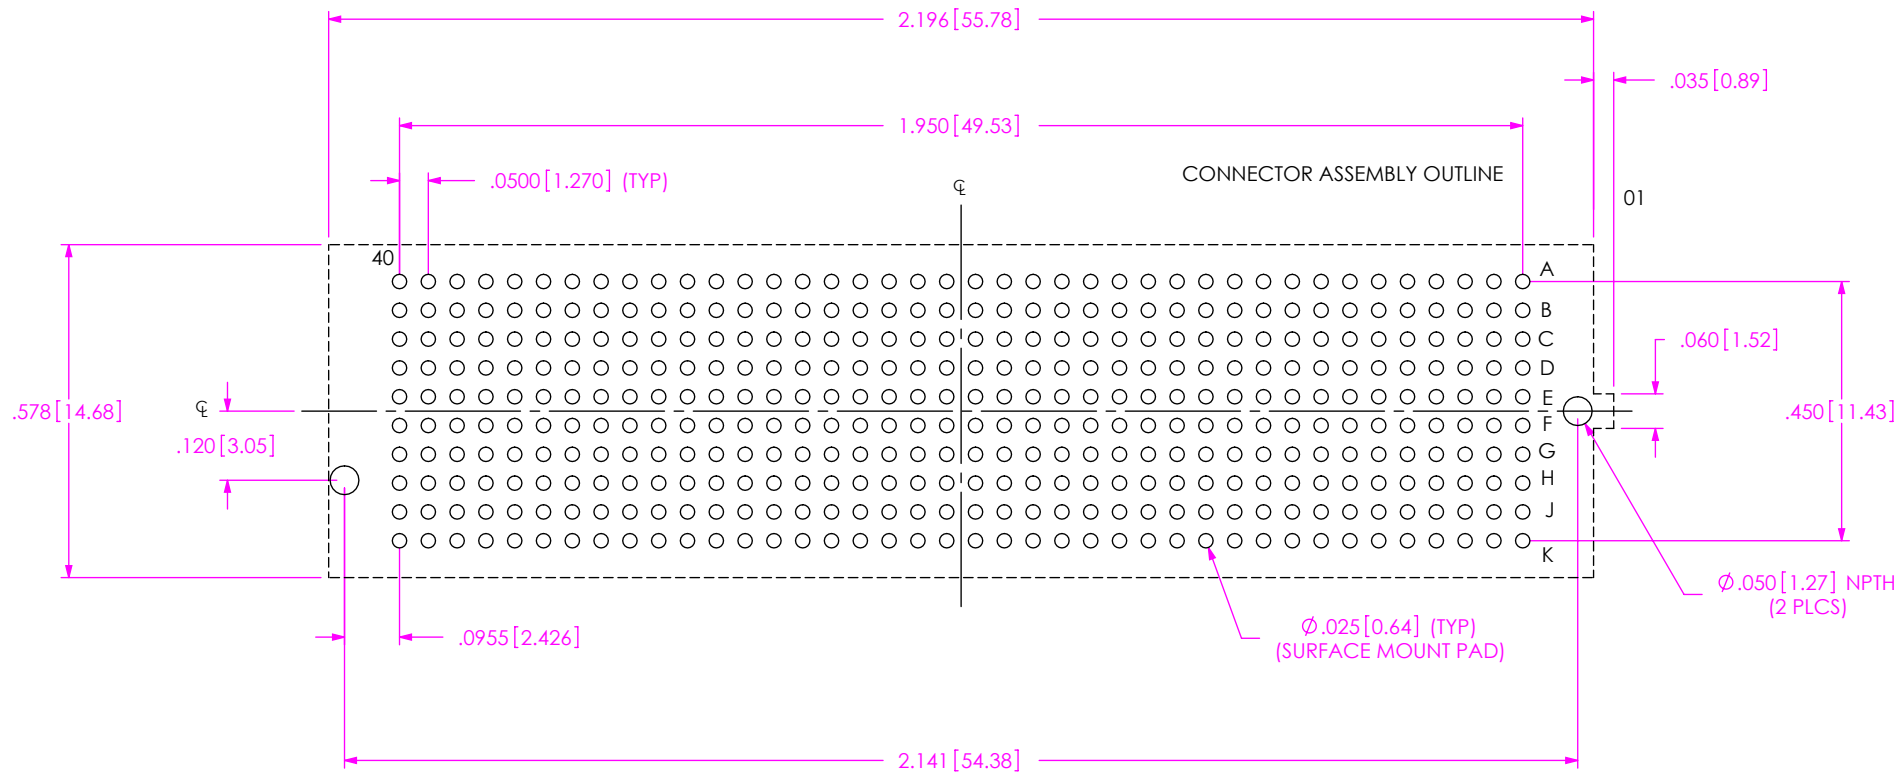 2.196[55.78]
.035[0.89]
1.950[49.53]
CONNECTOR ASSEMBLY OUTLINE
.0500[1.270] (TYP)
℄
01
40
A
B
C
D
E
F
G
H
J
K
.060[1.52]
.578[14.68]
℄
.450[11.43]
.120[3.05]
Ø.050[1.27] NPTH
(2 PLCS)
.0955[2.426]
Ø.025[0.64] (TYP)
(SURFACE MOUNT PAD)
2.141[54.38]